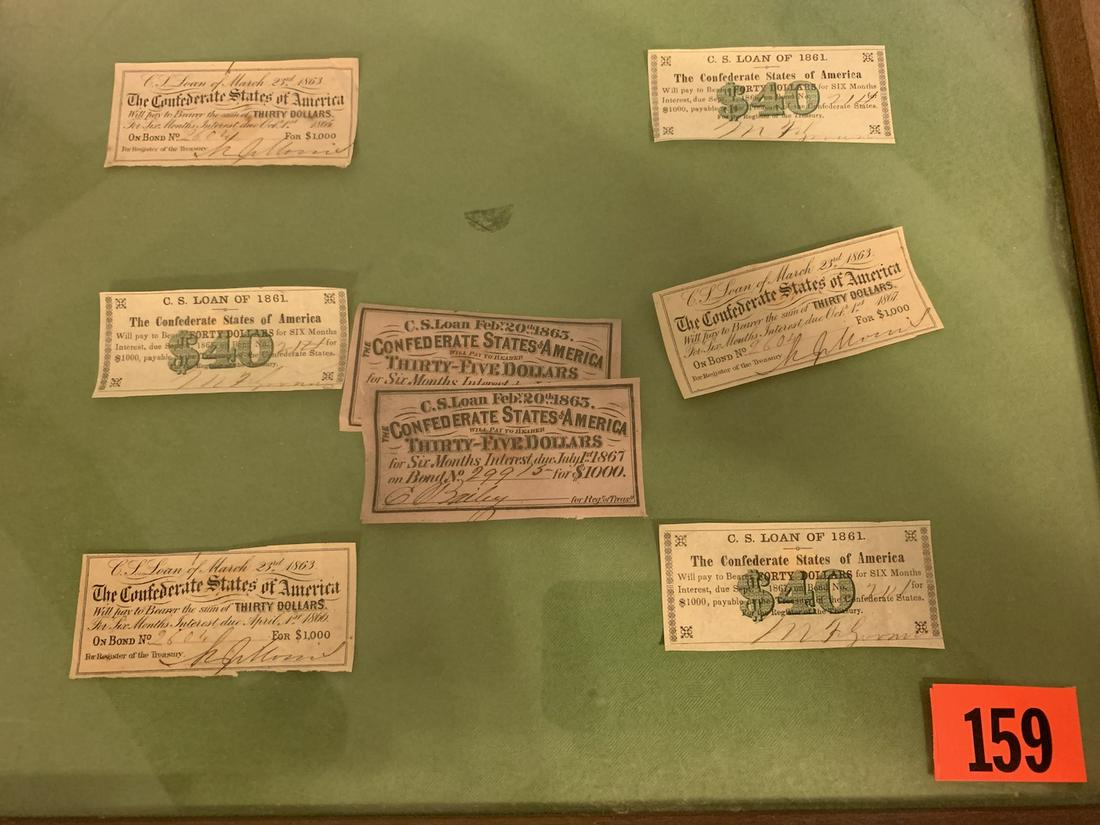 C. S. Loan of March 23rd 1863
The Confederate States of America
Will pay to Bearer the sum of THIRTY DOLLARS.
For Six Months, Interest due Oct. 1st
ON BOND No. FOR $1,000
For Register of the Treasury
C. S. LOAN OF 1861.
The Confederate States of America
Will pay to FORTY DOLLARS for SIX Months
Interest, due
$1000, payable Confederate States.
$40
Register of the Treasury.
C. S. LOAN OF 1861.
The Confederate States of America
Will pay to FORTY DOLLARS for SIX Months
Interest, due for
$1000, payable Confederate States.
$40
C.S. Loan Feb. 20th 1863.
THE CONFEDERATE STATES OF AMERICA
WILL PAY TO BEARER
THIRTY-FIVE DOLLARS
for Six Months Interest
C. S. Loan of March 23rd 1863.
The Confederate States of America
Will pay to Bearer the sum of THIRTY DOLLARS.
For Six Months Interest due Oct. 1st 1867
ON BOND No. 2604 FOR $1,000
For Register of the Treasury
C.S. Loan Feb. 20th 1863.
THE CONFEDERATE STATES OF AMERICA
WILL PAY TO BEARER
THIRTY-FIVE DOLLARS
for Six Months Interest, due July 1st 1867
on Bond No. 29915 for $1000.
Bailey for Reg. of Treas.
C. S. Loan of March 23rd 1863
The Confederate States of America
Will pay to Bearer the sum of THIRTY DOLLARS.
For Six Months Interest due April 1st
ON BOND No. 2604 FOR $1,000
For Register of the Treasury.
C. S. LOAN OF 1861.
The Confederate States of America
Will pay to FORTY DOLLARS for SIX Months
Interest, due on Bond No. for
$1000, payable Confederate States.
$40
For the Register of the Treasury.
159